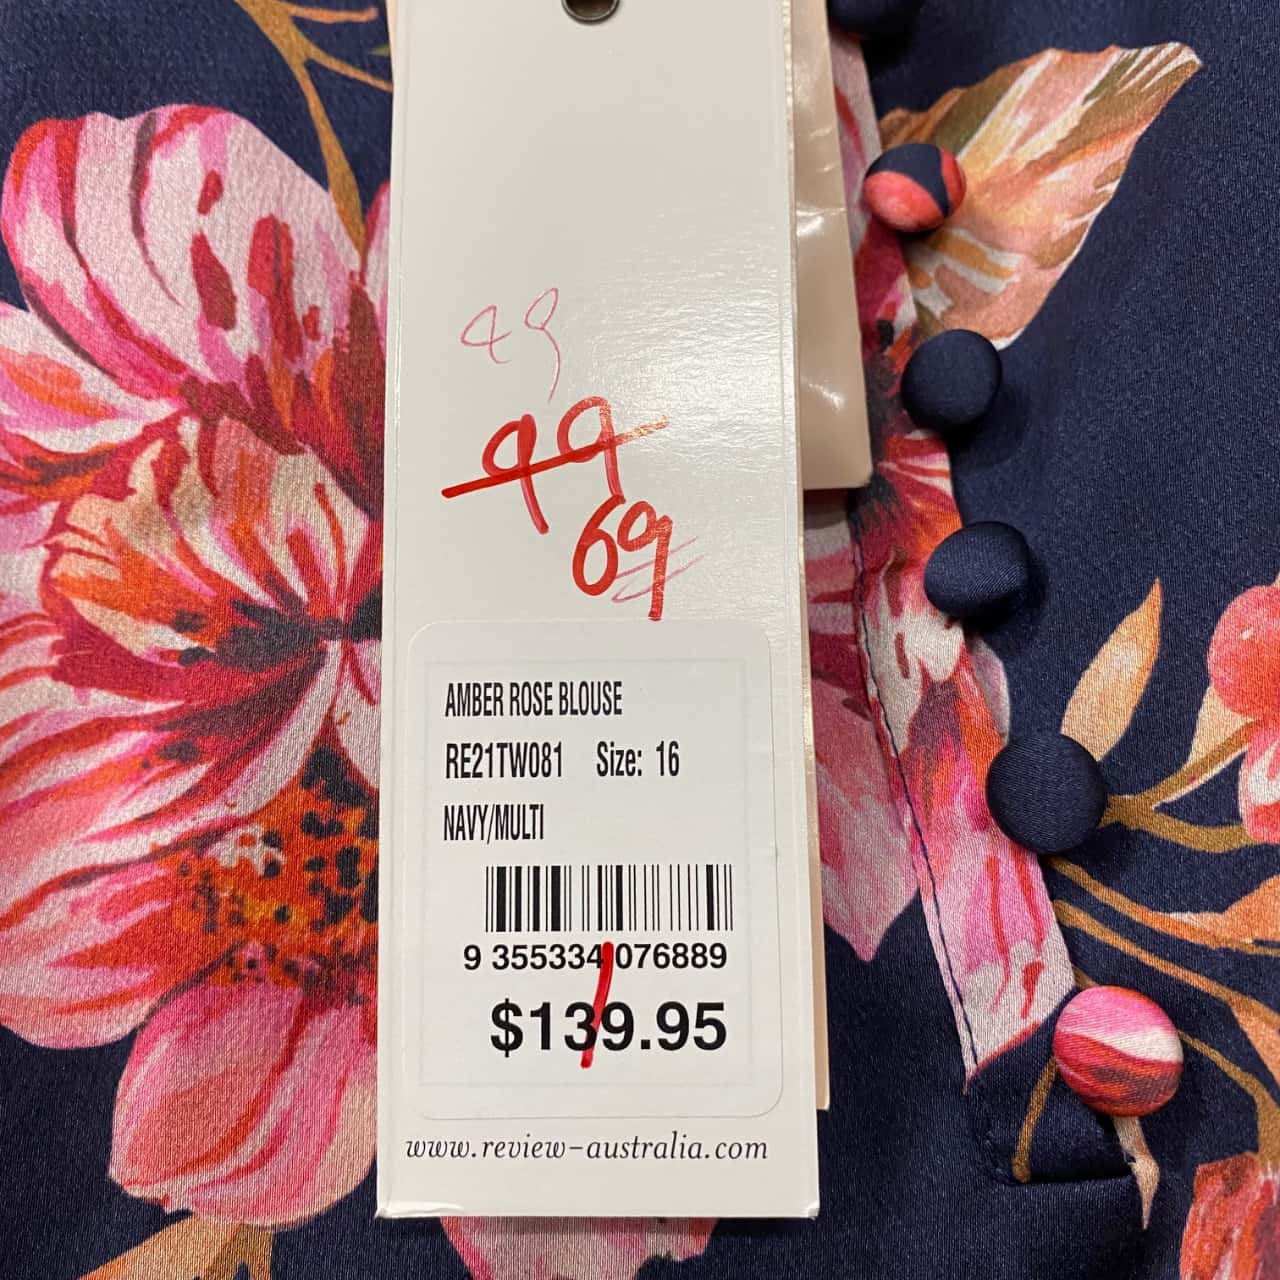 49
99
69
AMBER ROSE BLOUSE
RE21TW081 Size: 16
NAVY/MULTI
9 355334 076889
$139.95
www.review-australia.com